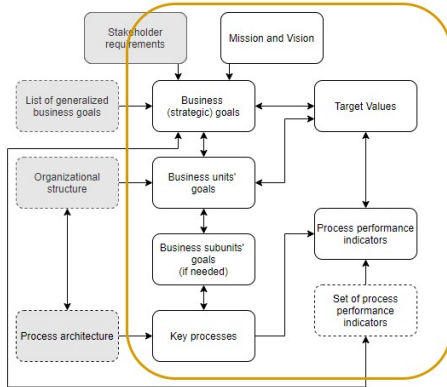 Stakeholder
requirements
Mission and Vision
List of generalized
business goals
Business
(strategic) goals
Target Values
Organizational
structure
Business units'
goals
Business subunits'
goals
(if needed)
Process performance
indicators
Set of process
performance
indicators
Process architecture
Key processes